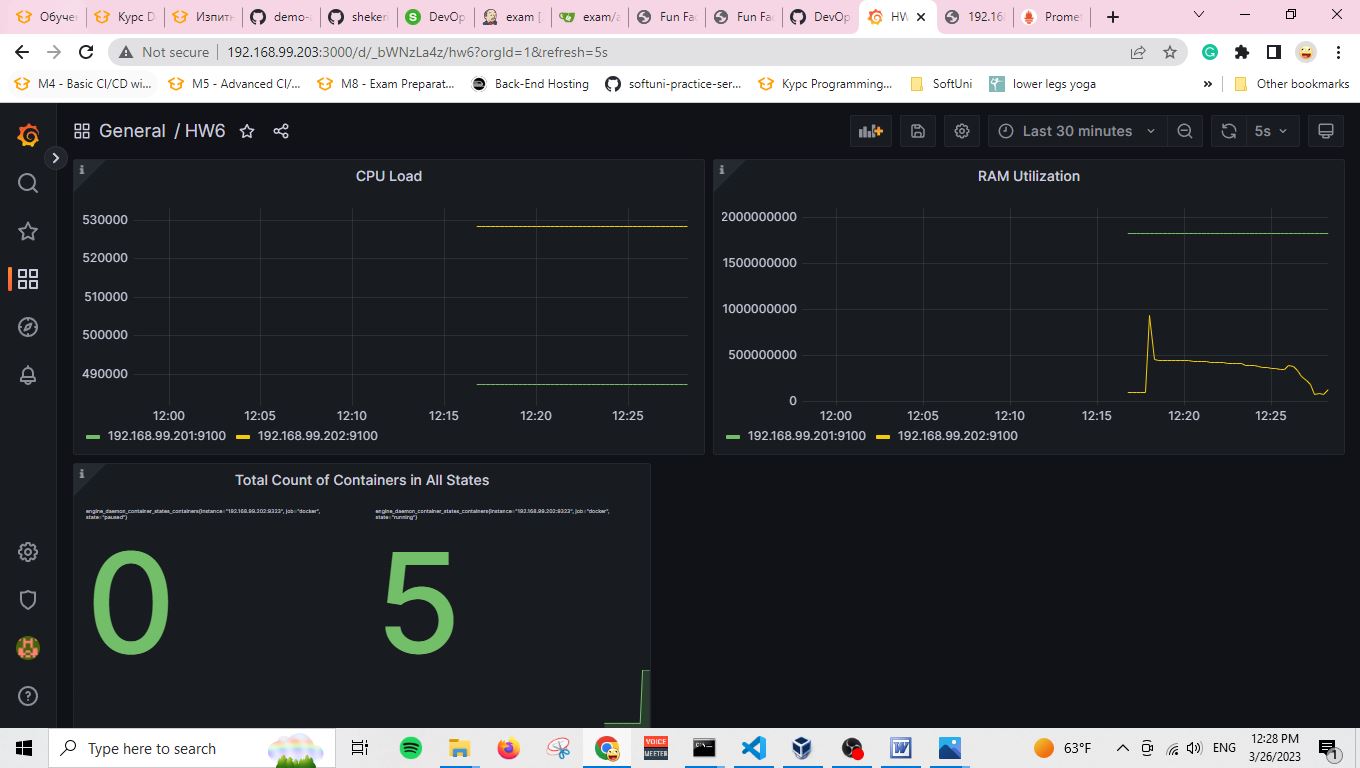 Обучен
Курс D
Изпитн
demo-a
sheker
DevOp
exam [
exam/a
Fun Fac
Fun Fac
DevOp
HW
192.16
Promet
Not secure
192.168.99.203:3000/d/_bWNzLa4z/hw6?orgId=1&refresh=5s
M4 - Basic CI/CD wi...
M5 - Advanced CI/...
M8 - Exam Preparat...
Back-End Hosting
softuni-practice-ser...
Курс Programming...
SoftUni
lower legs yoga
»
Other bookmarks
General / HW6
Last 30 minutes
5s
CPU Load
530000
520000
510000
500000
490000
12:00 12:05 12:10 12:15 12:20 12:25
192.168.99.201:9100 192.168.99.202:9100
RAM Utilization
2000000000
1500000000
1000000000
500000000
0
12:00 12:05 12:10 12:15 12:20 12:25
192.168.99.201:9100 192.168.99.202:9100
Total Count of Containers in All States
engine_daemon_container_states_containers{instance="192.168.99.202:9323", job="docker",
state="paused"}
0
engine_daemon_container_states_containers{instance="192.168.99.202:9323", job="docker",
state="running"}
5
Type here to search
VOICE
MEETER
63°F
ENG
12:28 PM
3/26/2023
1